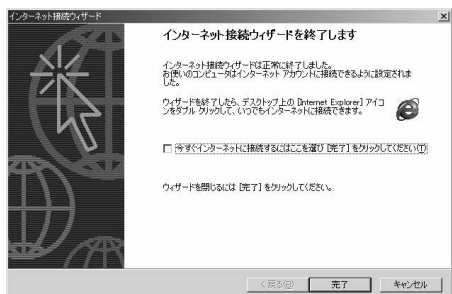 インターネット接続ウィザード
インターネット接続ウィザードを終了します
インターネット接続ウィザードは正常に終了しました。
お使いのコンピュータはインターネット アカウントに接続できるように設定されま
した。
ウィザードを終了したら、デスクトップ上の [Internet Explorer] アイコ
ンをダブル クリックして、いつでもインターネットに接続できます。
今すぐインターネットに接続するにはここを選び [完了] をクリックしてください(T)
ウィザードを閉じるには [完了] をクリックしてください。
< 戻る(B)
完了
キャンセル